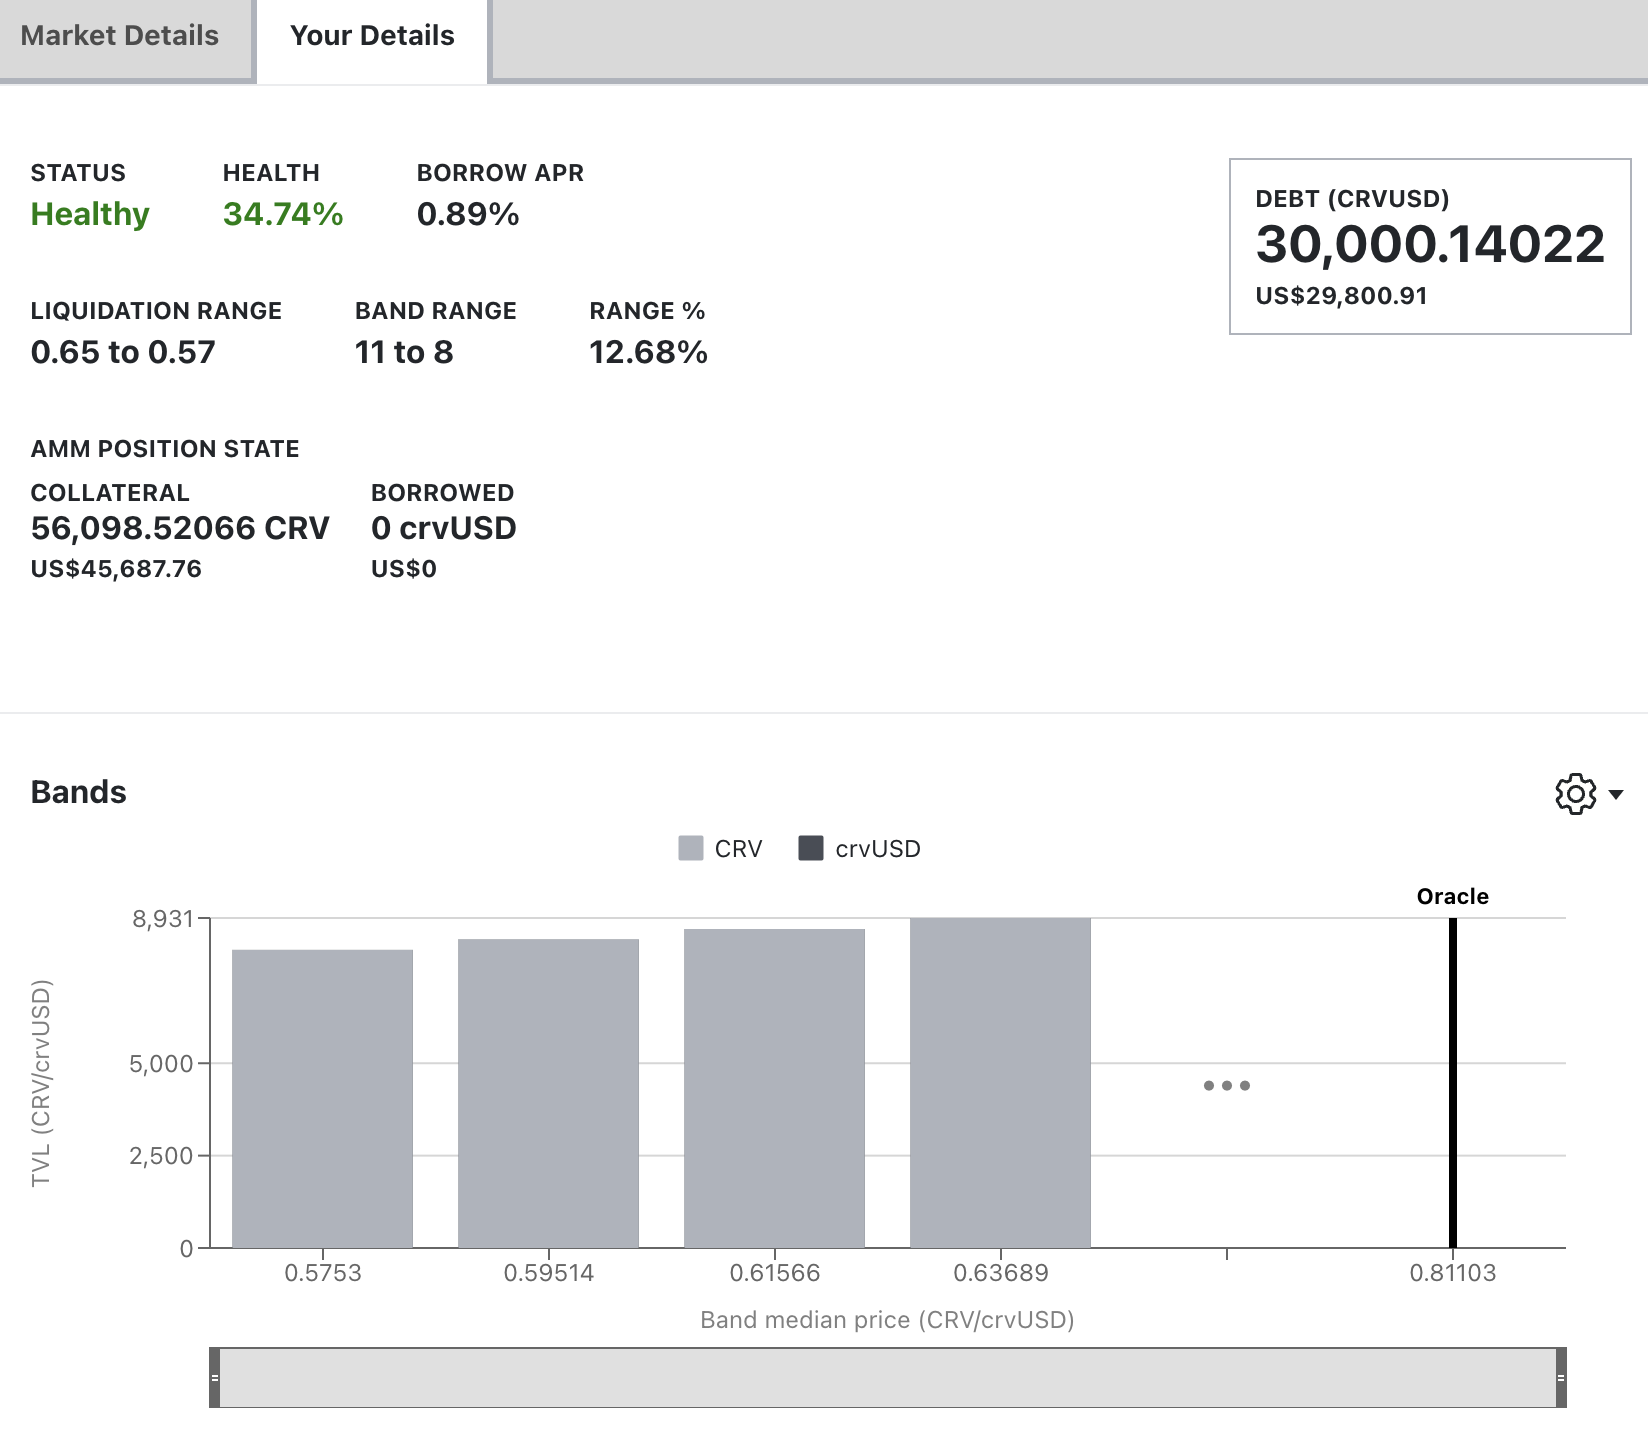 Market Details
Your Details
STATUS
Healthy
HEALTH
34.74%
BORROW APR
0.89%
DEBT (CRVUSD)
30,000.14022
US$29,800.91
LIQUIDATION RANGE
0.65 to 0.57
BAND RANGE
11 to 8
RANGE %
12.68%
AMM POSITION STATE
COLLATERAL
56,098.52066 CRV
US$45,687.76
BORROWED
0 crvUSD
US$0
Bands
CRV
crvUSD
Oracle
TVL (CRV/crvUSD)
8,931
5,000
2,500
0
0.5753
0.59514
0.61566
0.63689
0.81103
Band median price (CRV/crvUSD)